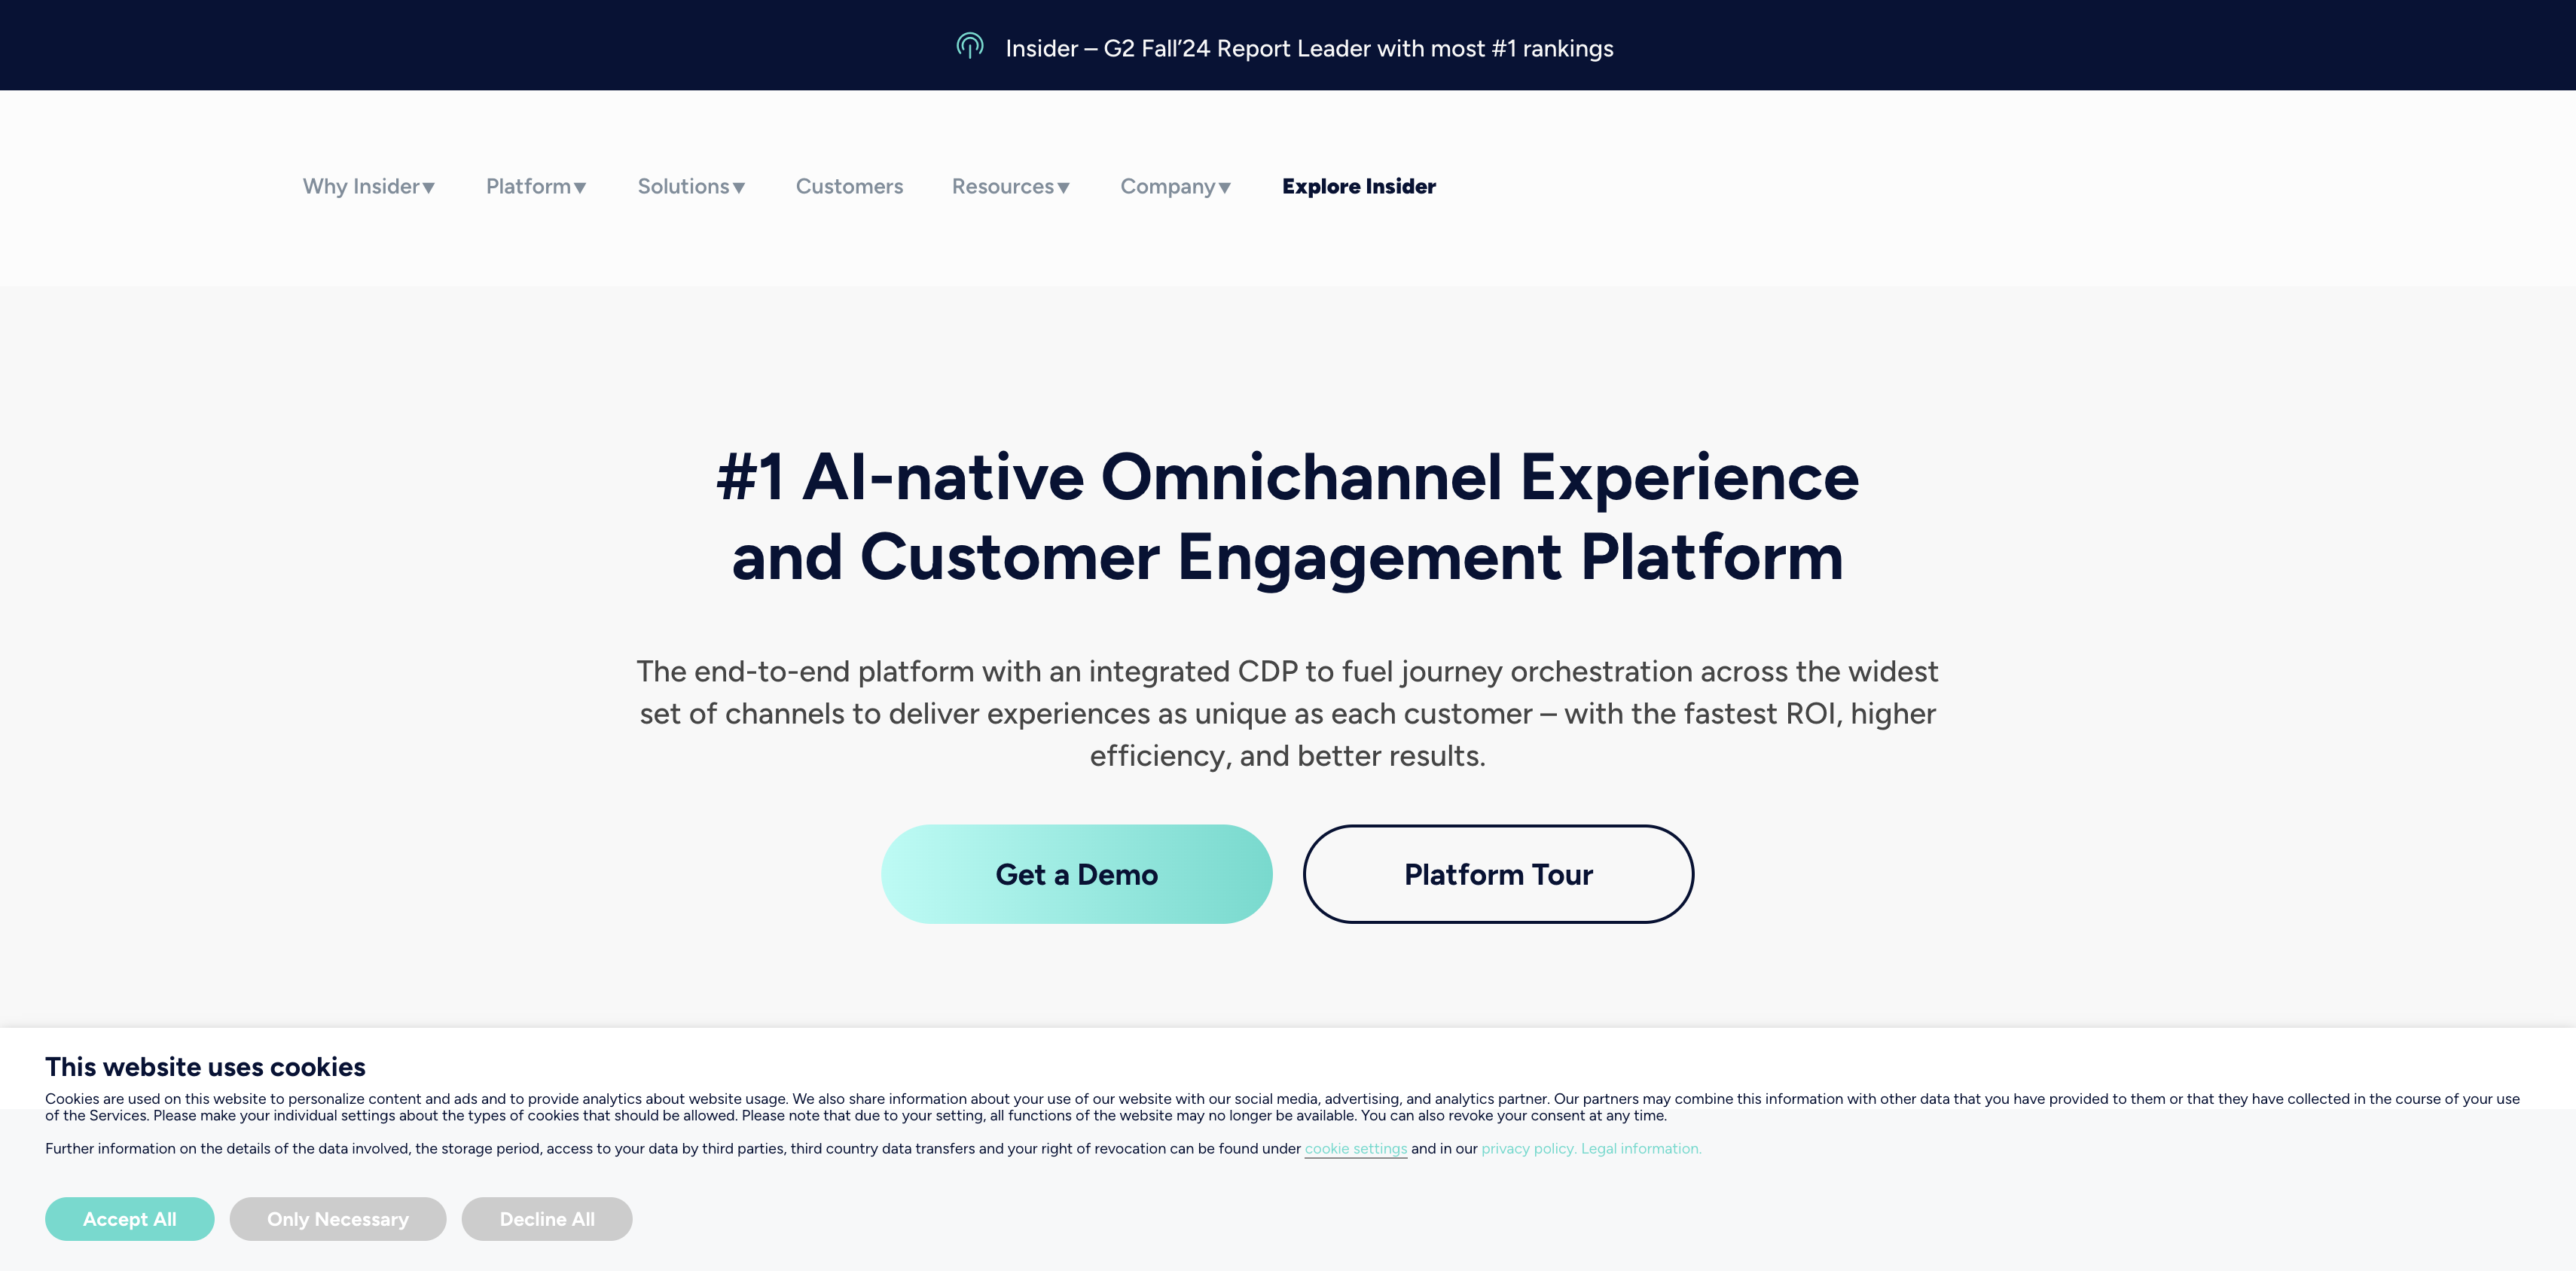 Insider – G2 Fall’24 Report Leader with most #1 rankings
Why Insider▼ Platform▼ Solutions▼ Customers Resources▼ Company▼ Explore Insider
#1 AI-native Omnichannel Experience
and Customer Engagement Platform
The end-to-end platform with an integrated CDP to fuel journey orchestration across the widest
set of channels to deliver experiences as unique as each customer – with the fastest ROI, higher
efficiency, and better results.
Get a Demo Platform Tour
This website uses cookies
Cookies are used on this website to personalize content and ads and to provide analytics about website usage. We also share information about your use of our website with our social media, advertising, and analytics partner. Our partners may combine this information with other data that you have provided to them or that they have collected in the course of your use
of the Services. Please make your individual settings about the types of cookies that should be allowed. Please note that due to your setting, all functions of the website may no longer be available. You can also revoke your consent at any time.
Further information on the details of the data involved, the storage period, access to your data by third parties, third country data transfers and your right of revocation can be found under cookie settings and in our privacy policy. Legal information.
Accept All Only Necessary Decline All